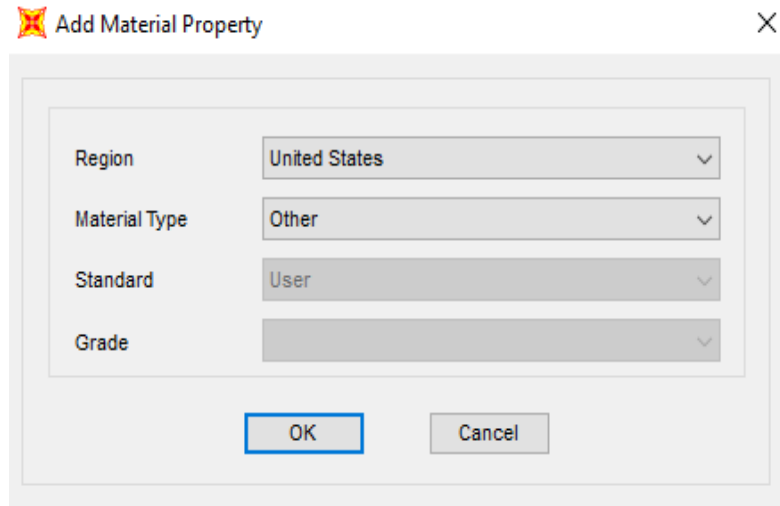 Add Material Property
Region United States
Material Type Other
Standard User
Grade
OK Cancel